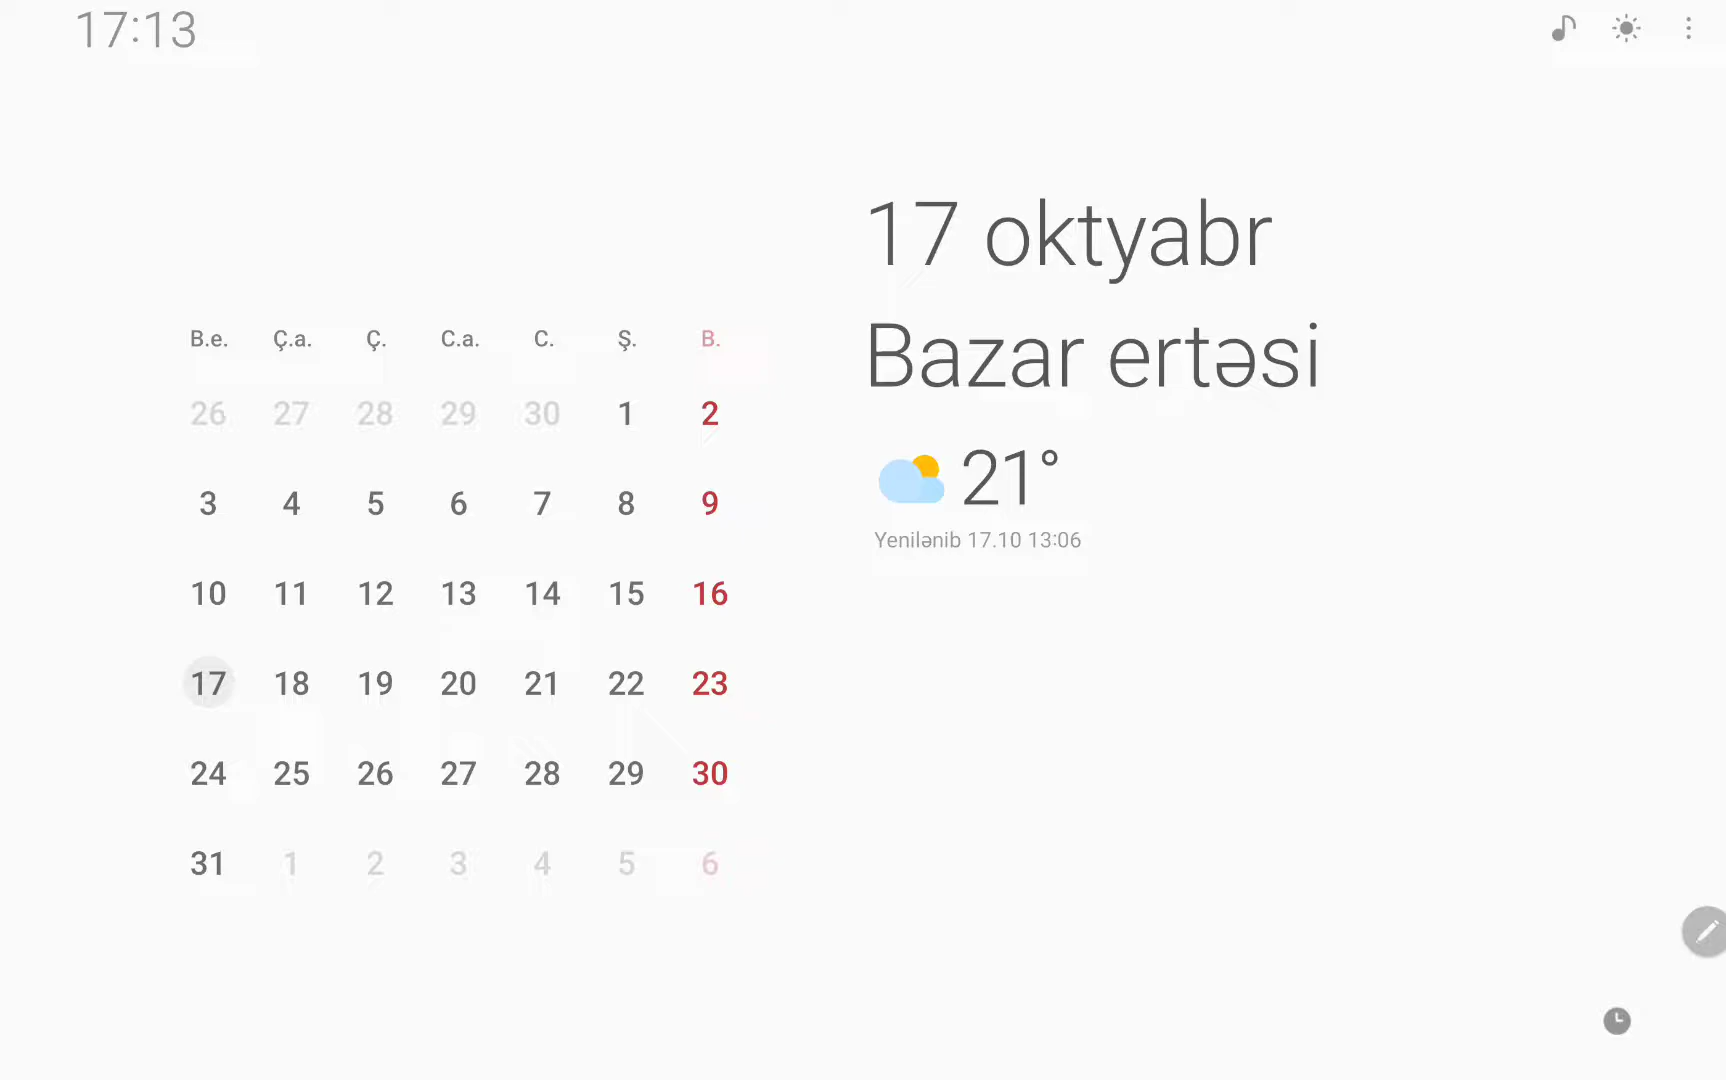 17:13
17 oktyabr
Bazar ertəsi
21°
Yenilənib 17.10 13:06
B.e. Ç.a. Ç. C.a. C. Ş. B.
26 27 28 29 30 1 2
3 4 5 6 7 8 9
10 11 12 13 14 15 16
17 18 19 20 21 22 23
24 25 26 27 28 29 30
31 1 2 3 4 5 6